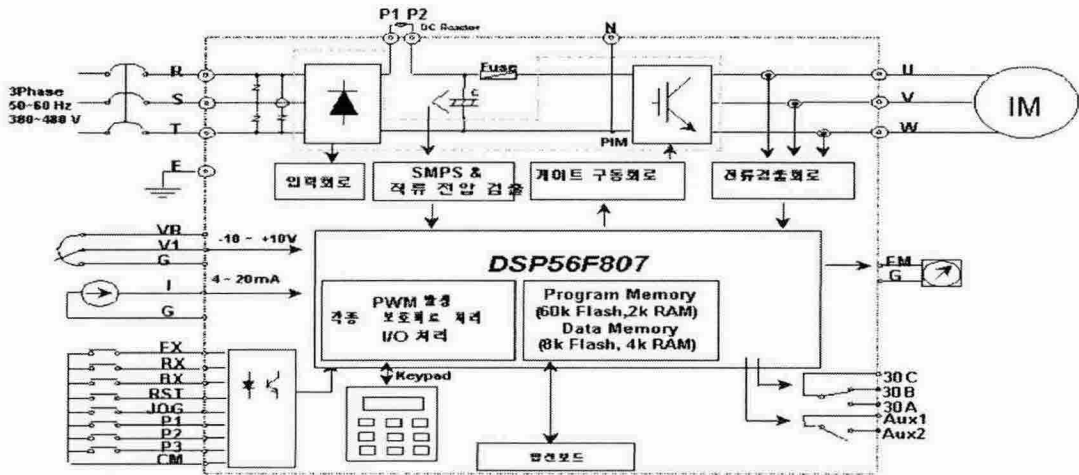 P1 P2
DC Reactor
N
Fuse
C
R
S
T
3Phase
50~60 Hz
380~480 V
PIM
U
V
W
IM
E
입력회로
SMPS &
직류 전압 검출
게이트 구동회로
전류검출회로
VR
V1
G
-10 ~ +10V
I
4 ~ 20mA
G
DSP56F807
PWM 발생
각종 보호회로 처리
I/O 처리
Program Memory
(60k Flash,2k RAM)
Data Memory
(8k Flash, 4k RAM)
FM
G
FX
RX
BX
RST
JOG
P1
P2
P3
CM
Keypad
옵션보드
30C
30B
30A
Aux1
Aux2